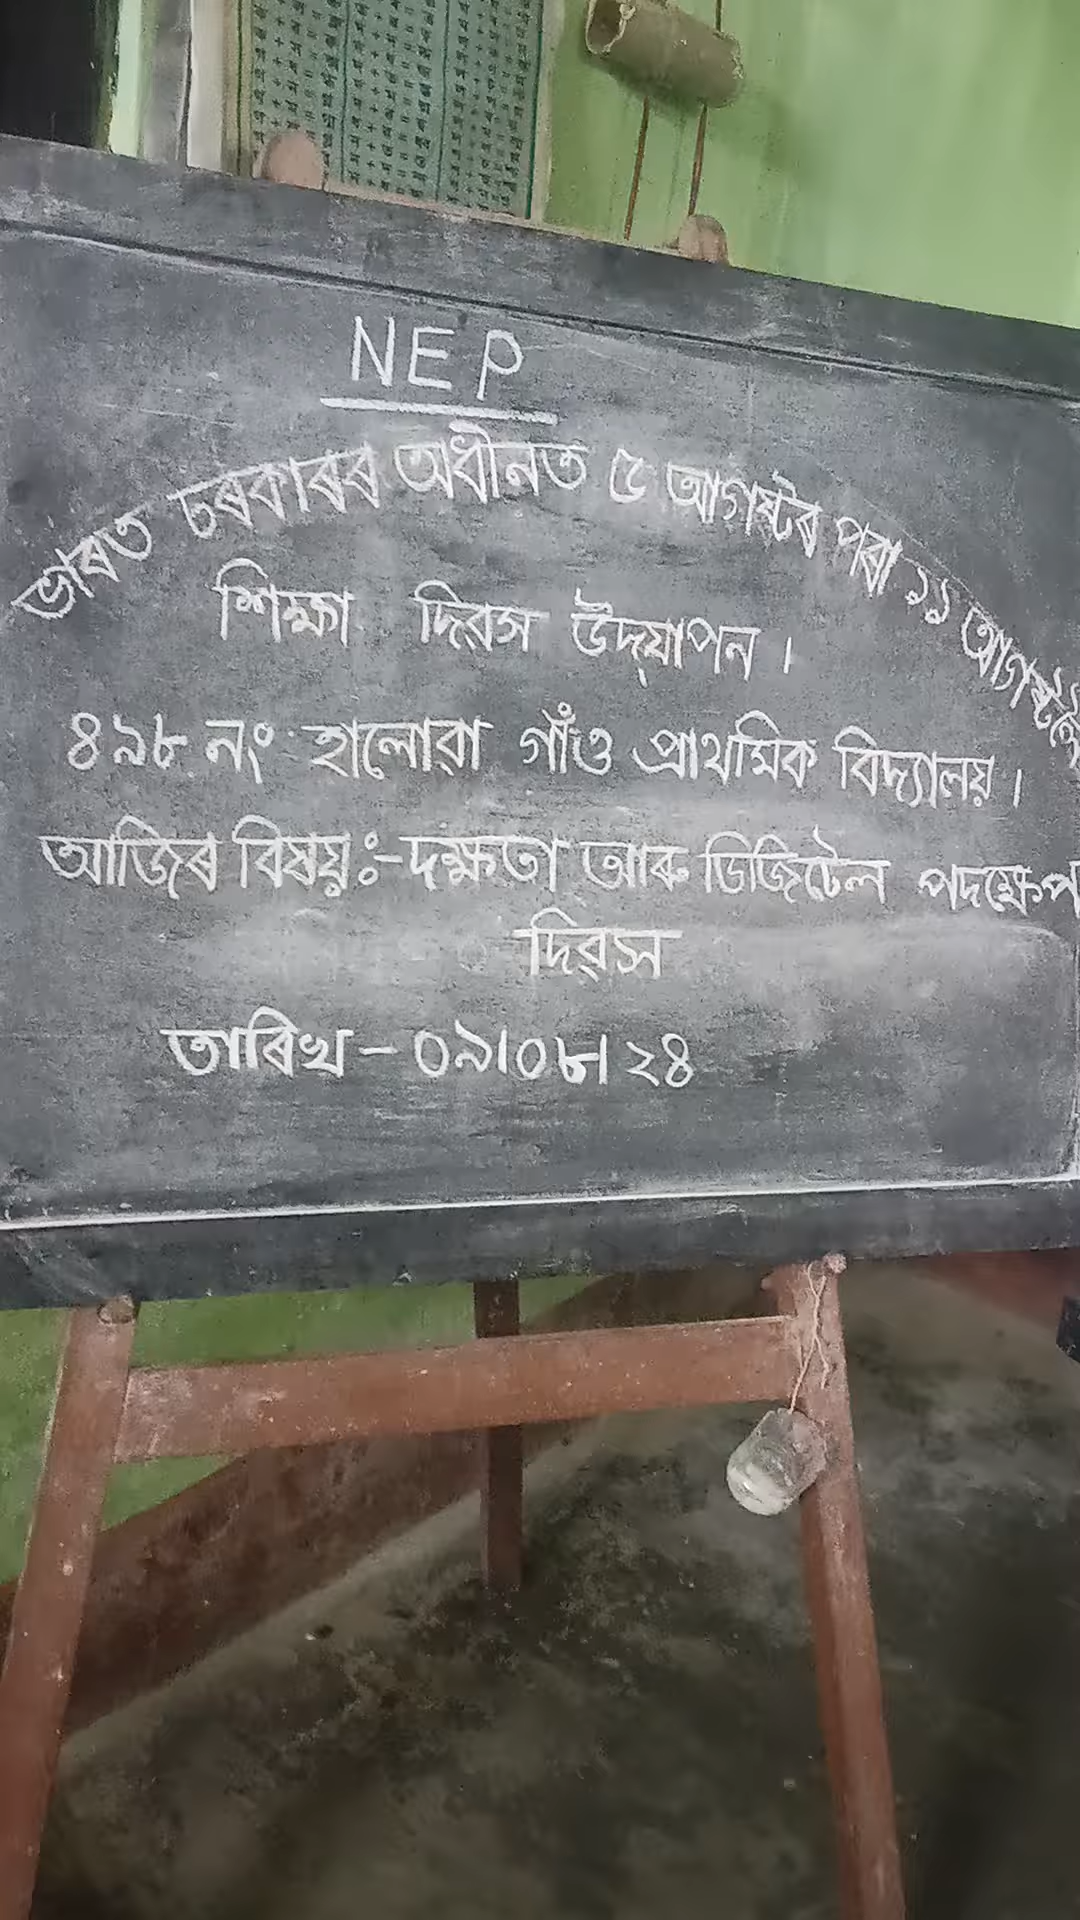 NEP
ভাৰত চৰকাৰৰ অধীনত ৫ আগষ্টৰ পৰা ১১ আগষ্টলৈ
শিক্ষা দিৱস উদ্‌যাপন ।
৪৯৮ নং হালোৱা গাঁও প্ৰাথমিক বিদ্যালয় ।
আজিৰ বিষয়ঃ- দক্ষতা আৰু ডিজিটেল পদক্ষেপ
দিৱস
তাৰিখ - ০৯।০৮।২৪